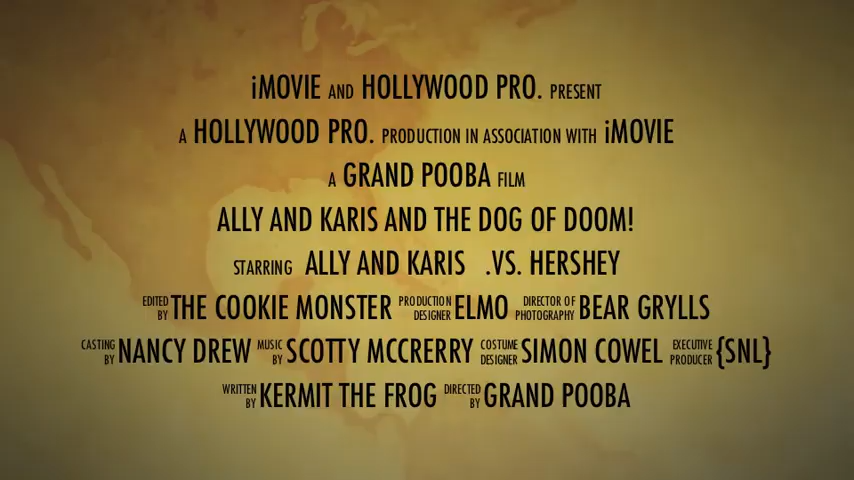 iMOVIE AND HOLLYWOOD PRO. PRESENT
A HOLLYWOOD PRO. PRODUCTION IN ASSOCIATION WITH iMOVIE
A GRAND POOBA FILM
ALLY AND KARIS AND THE DOG OF DOOM!
STARRING ALLY AND KARIS .VS. HERSHEY
EDITED BY THE COOKIE MONSTER PRODUCTION DESIGNER ELMO DIRECTOR OF PHOTOGRAPHY BEAR GRYLLS
CASTING BY NANCY DREW MUSIC BY SCOTTY MCCRERRY COSTUME DESIGNER SIMON COWEL EXECUTIVE PRODUCER {SNL}
WRITTEN BY KERMIT THE FROG DIRECTED BY GRAND POOBA